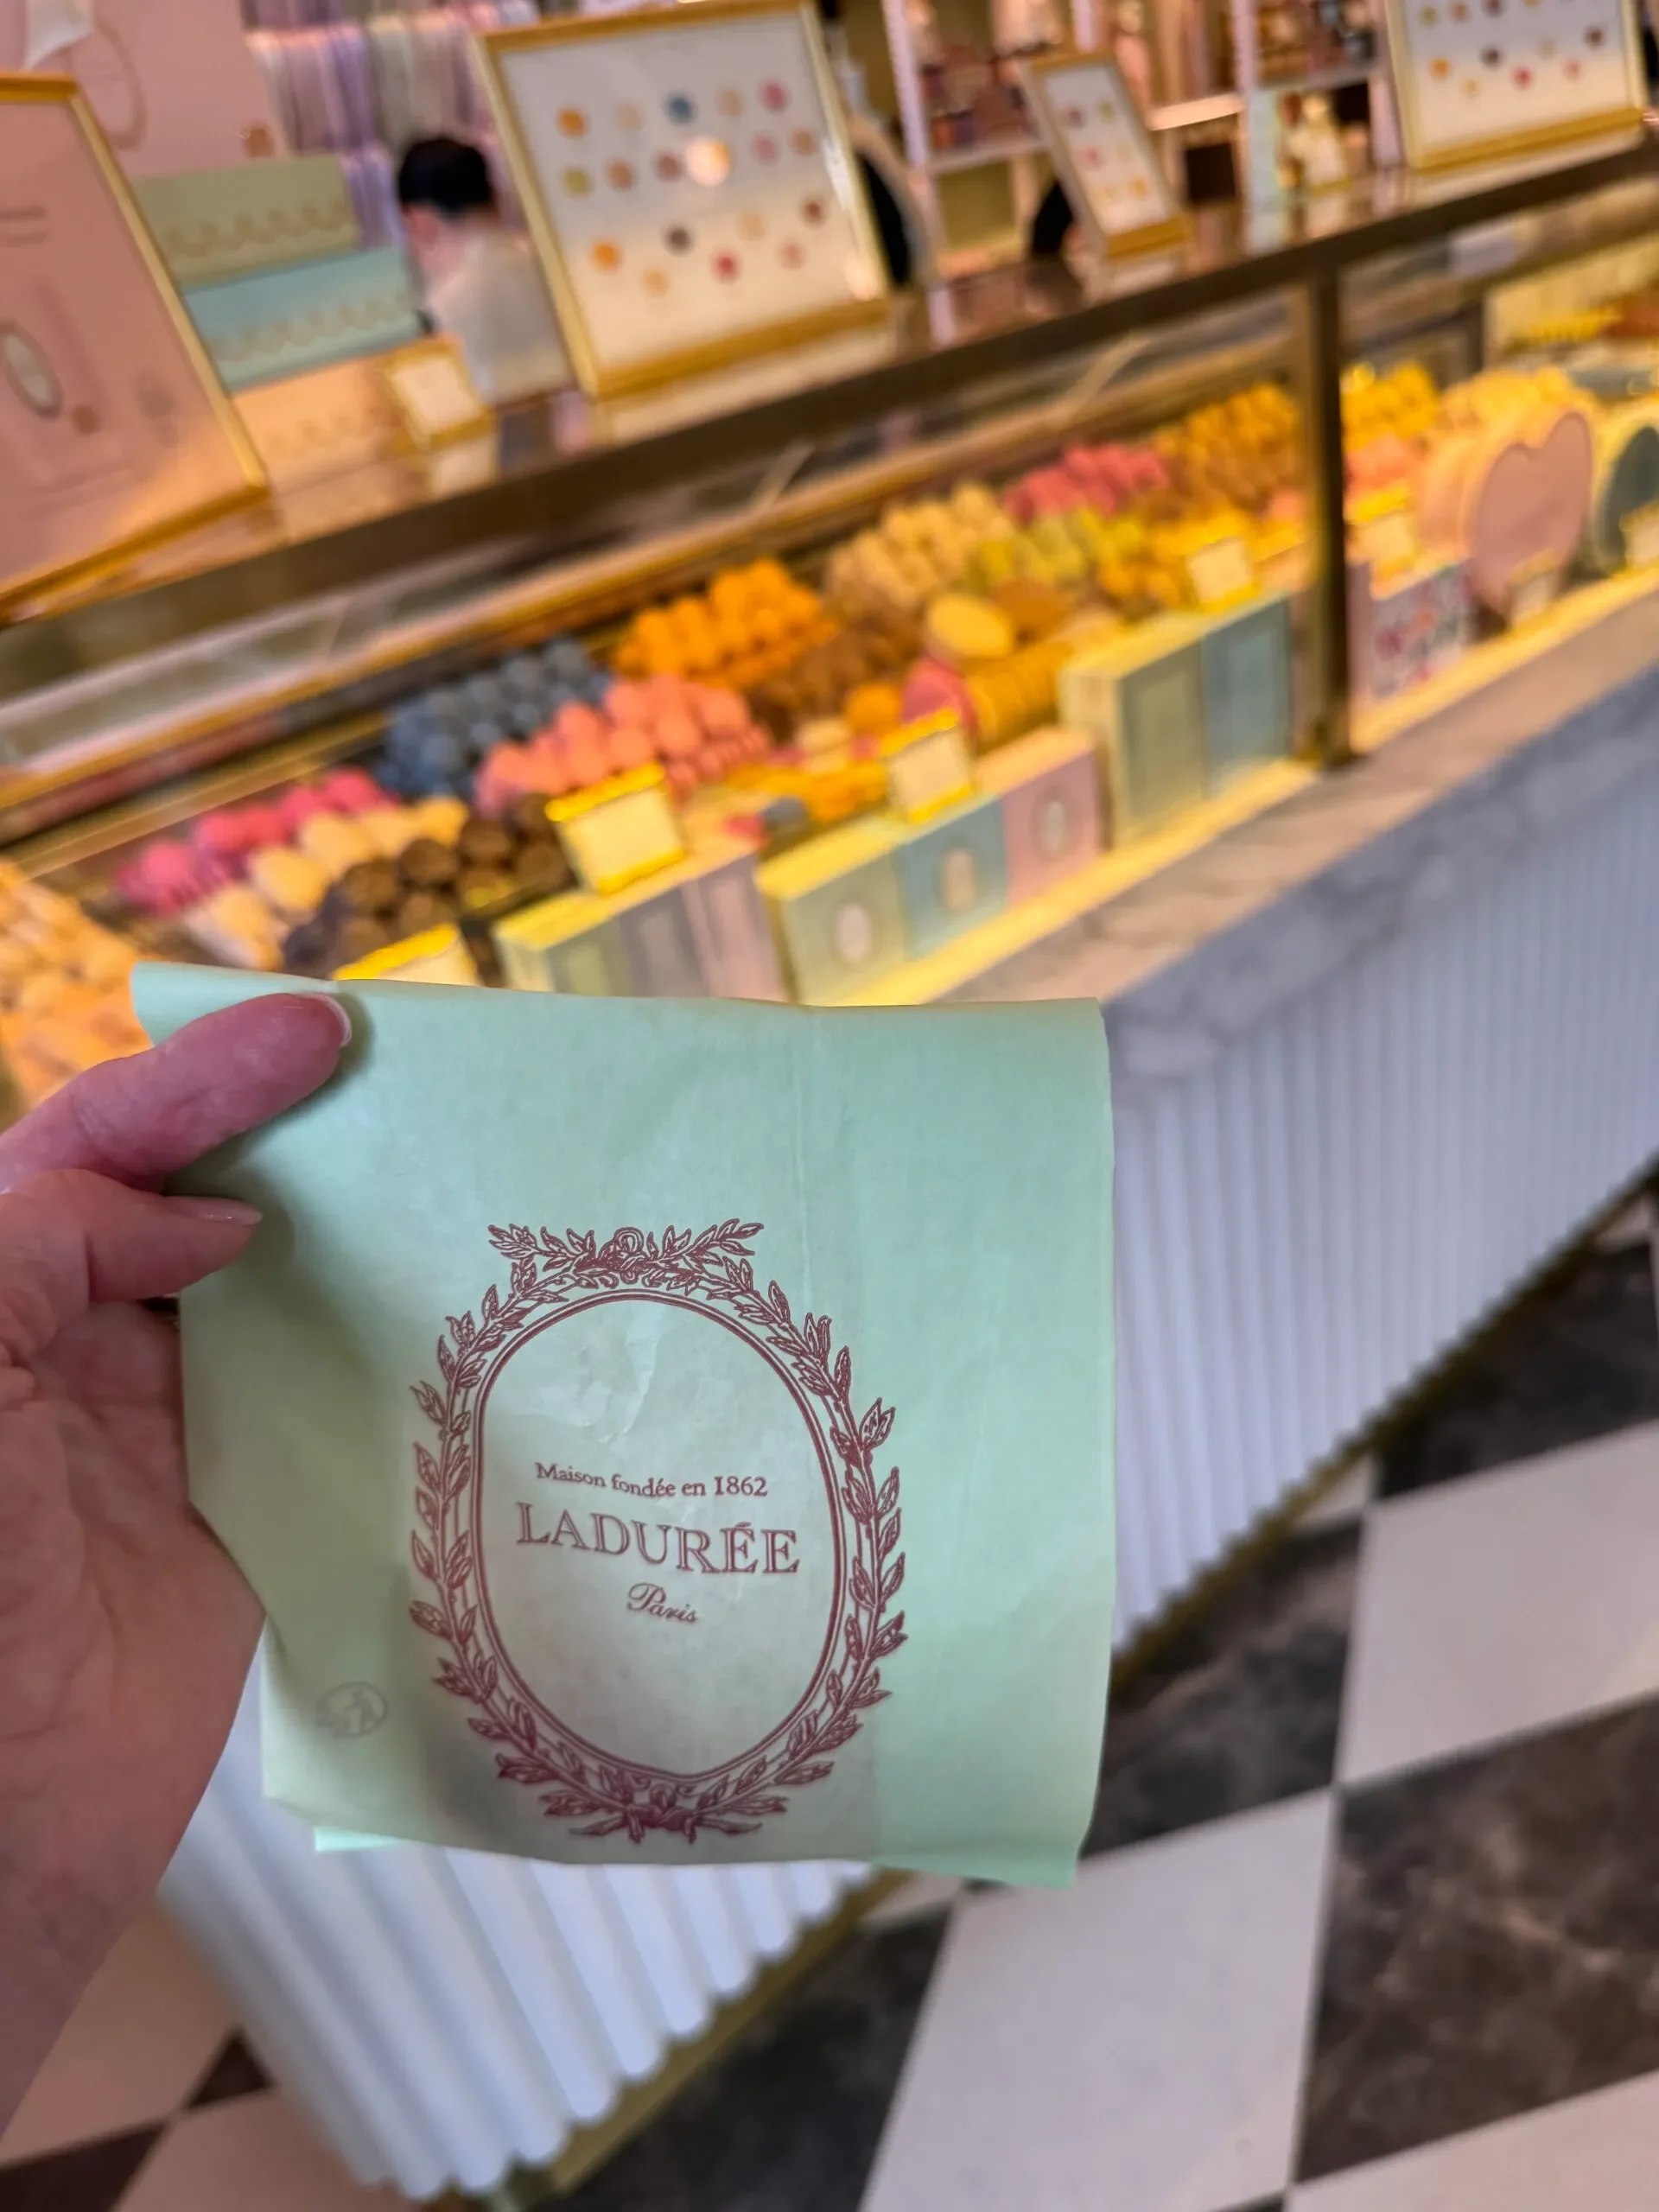 Maison fondée en 1862
LADURÉE
Paris